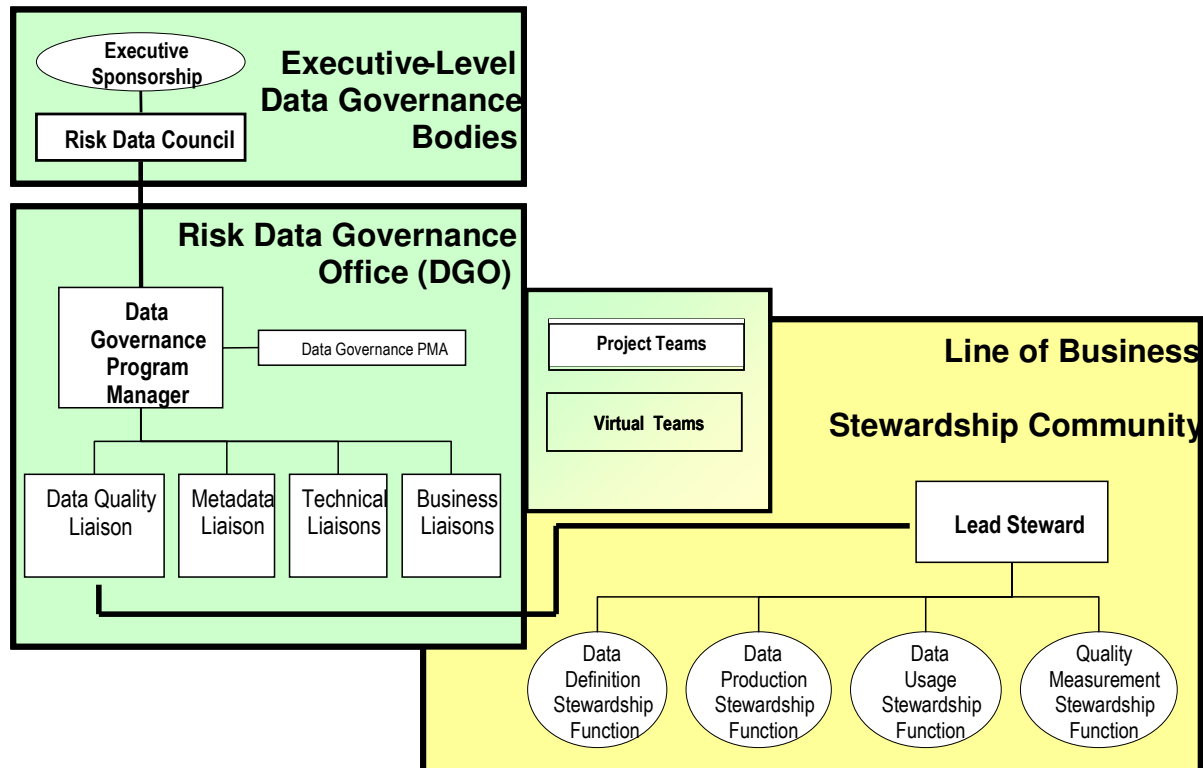 Executive
Sponsorship
Executive-Level
Data Governance
Bodies
Risk Data Council
Risk Data Governance
Office (DGO)
Data
Governance
Program
Manager
Data Governance PMA
Data Quality
Liaison
Metadata
Liaison
Technical
Liaisons
Business
Liaisons
Project Teams
Virtual Teams
Line of Business
Stewardship Community
Lead Steward
Data
Definition
Stewardship
Function
Data
Production
Stewardship
Function
Data
Usage
Stewardship
Function
Quality
Measurement
Stewardship
Function